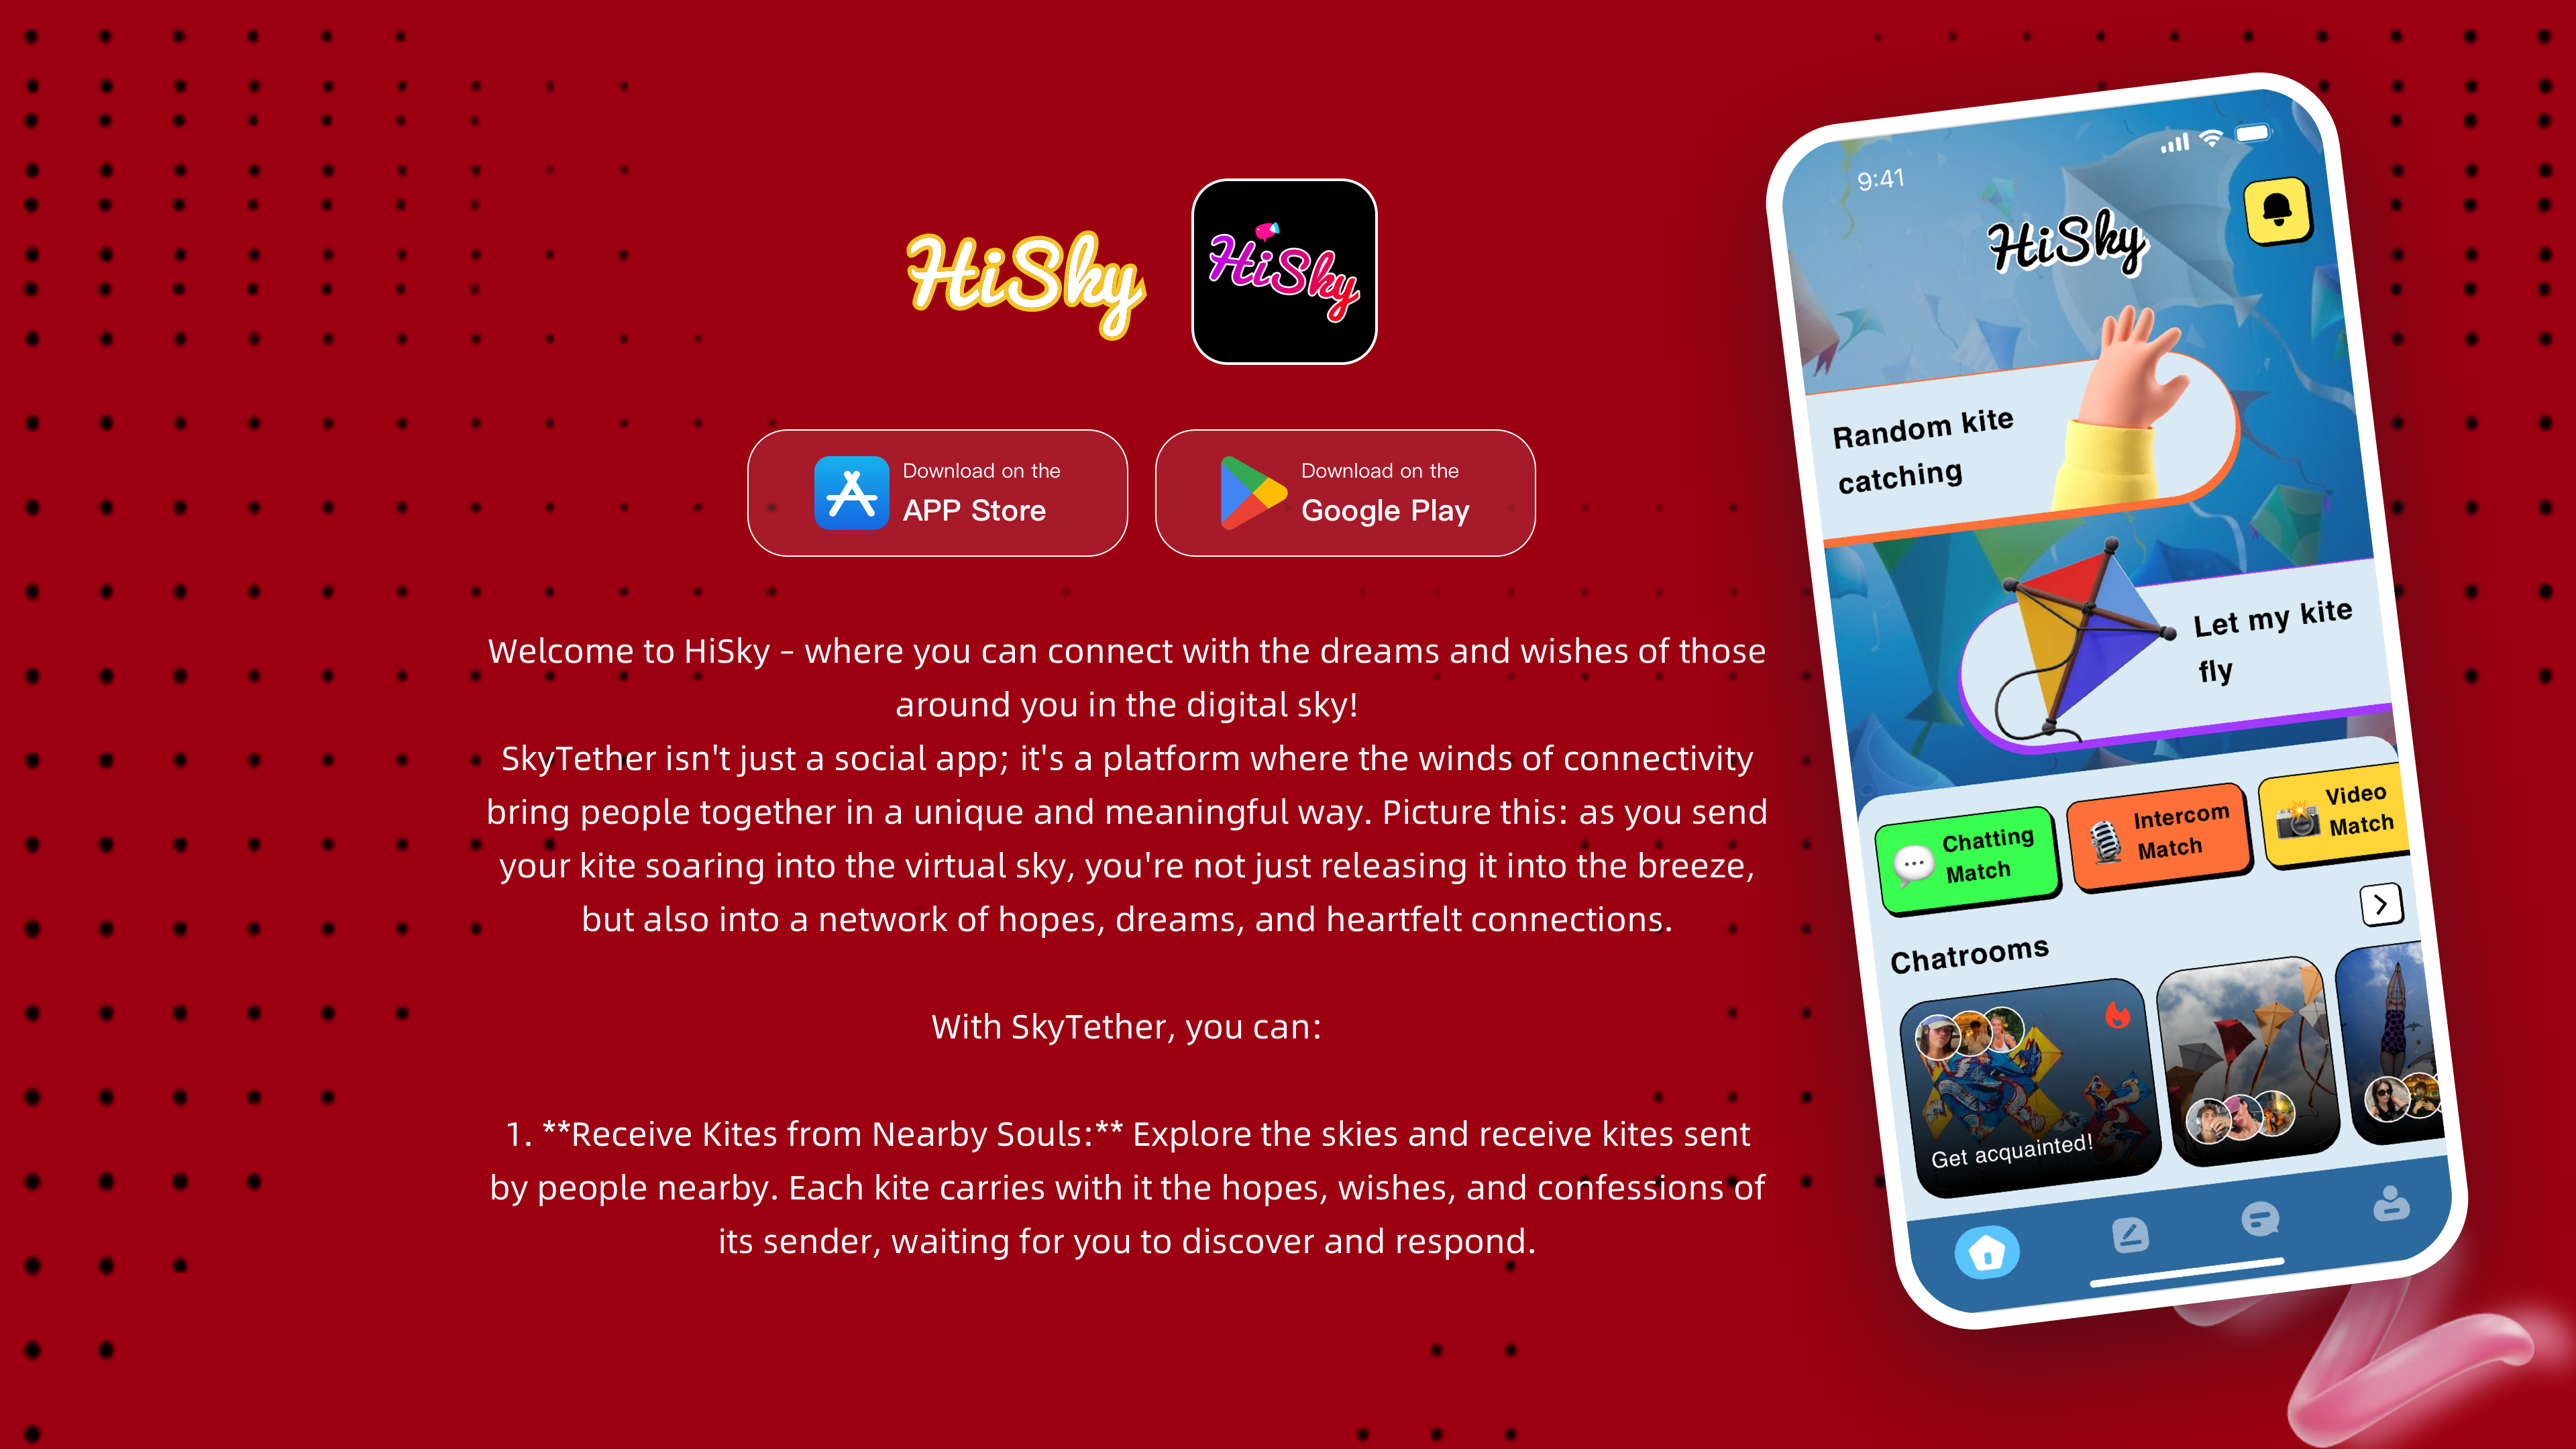 HiSky
HiSky
Download on the
APP Store
Download on the
Google Play
Welcome to HiSky – where you can connect with the dreams and wishes of those
around you in the digital sky!
SkyTether isn't just a social app; it's a platform where the winds of connectivity
bring people together in a unique and meaningful way. Picture this: as you send
your kite soaring into the virtual sky, you're not just releasing it into the breeze,
but also into a network of hopes, dreams, and heartfelt connections.
With SkyTether, you can:
1. **Receive Kites from Nearby Souls:** Explore the skies and receive kites sent
by people nearby. Each kite carries with it the hopes, wishes, and confessions of
its sender, waiting for you to discover and respond.
9:41
HiSky
Random kite
catching
Let my kite
fly
Chatting
Match
Intercom
Match
Video
Match
Chatrooms
Get acquainted!